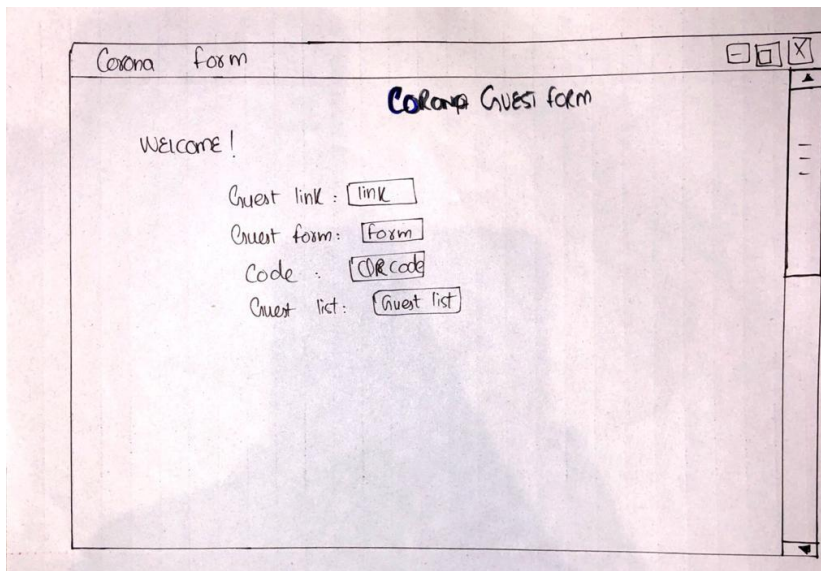 Corona form
CORONA GUEST FORM
WELCOME!
Guest link : link
Guest form: form
Code : QR code
Guest list: Guest list